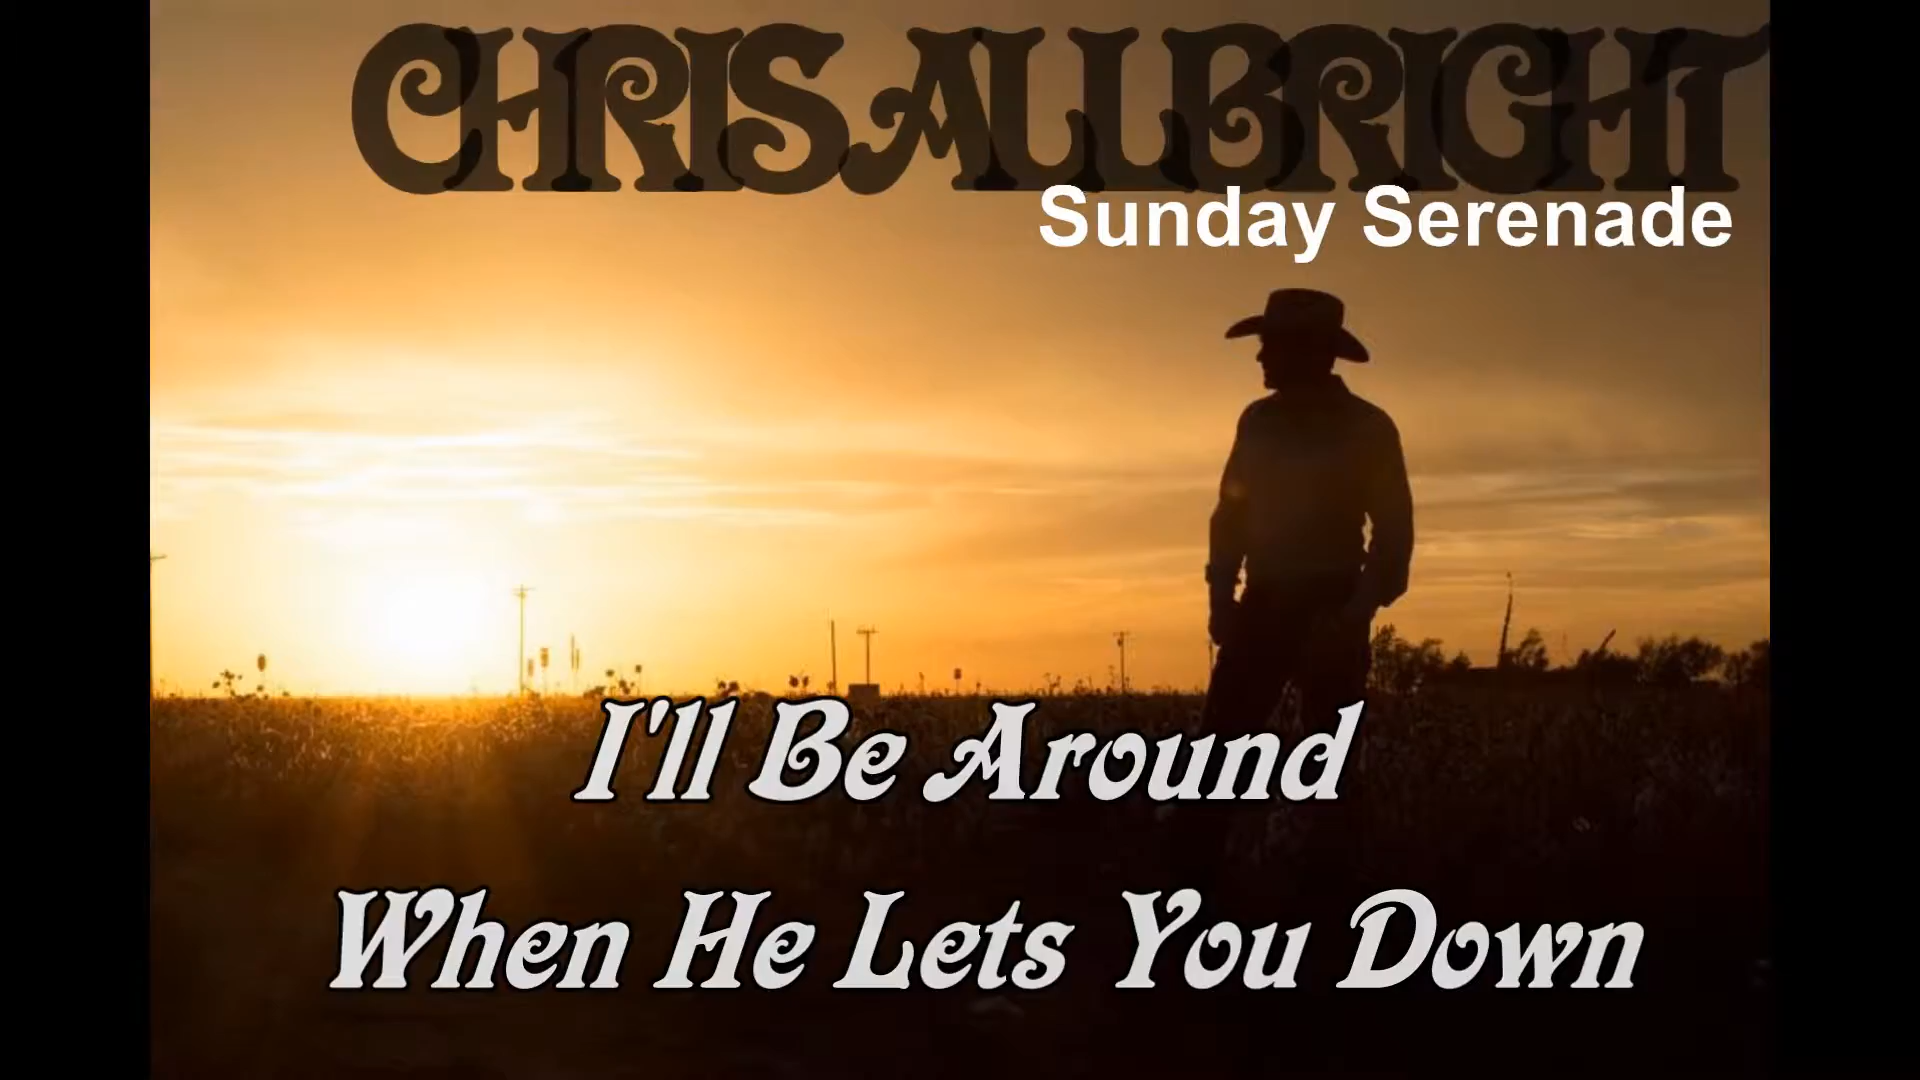 CHRIS ALLBRIGHT
Sunday Serenade
I'll Be Around
When He Lets You Down